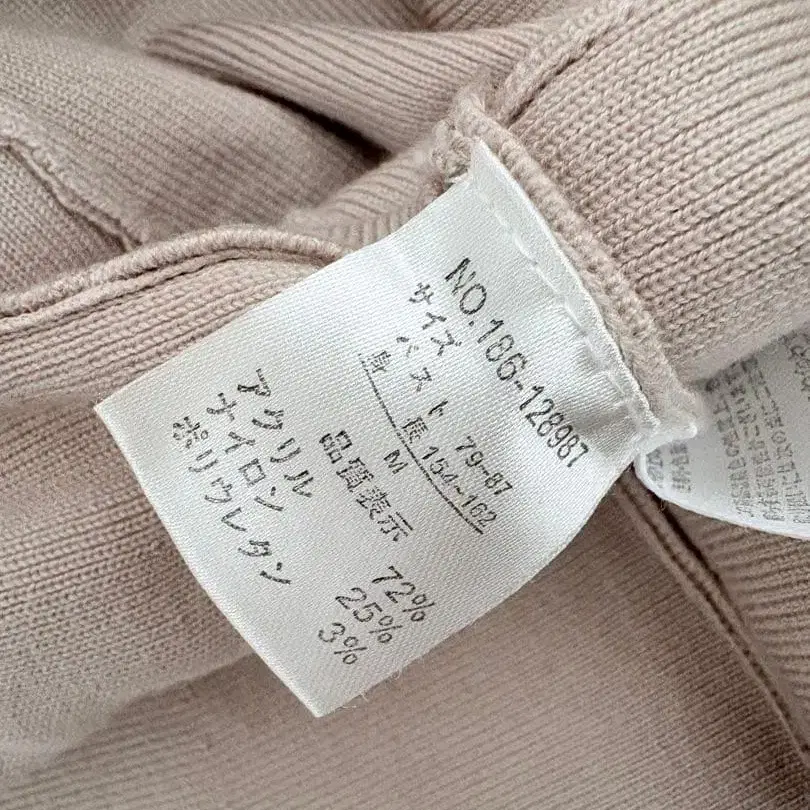 NO.186-128987
サイズ
バスト 79-87
身 長 154~162
M
品質表示
アクリル 72%
ナイロン 25%
ポリウレタン 3%